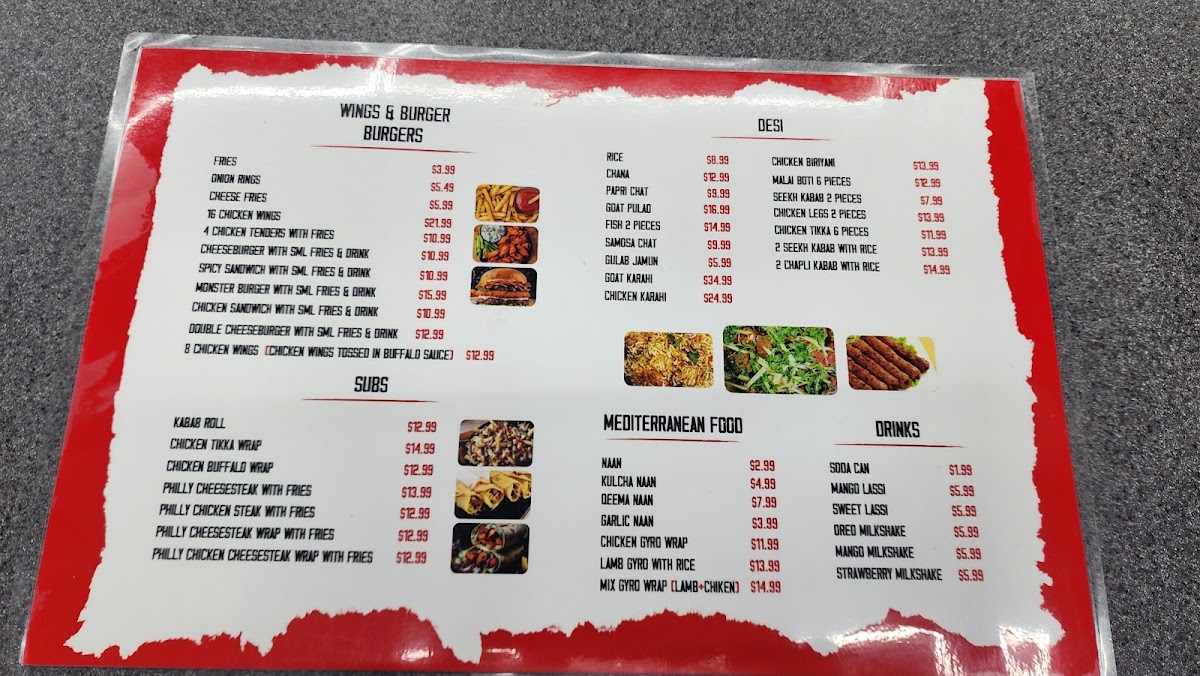 WINGS & BURGER
BURGERS
FRIES $3.99
ONION RINGS $5.49
CHEESE FRIES $5.99
16 CHICKEN WINGS $21.99
4 CHICKEN TENDERS WITH FRIES $10.99
CHEESEBURGER WITH SML FRIES & DRINK $10.99
SPICY SANDWICH WITH SML FRIES & DRINK $10.99
MONSTER BURGER WITH SML FRIES & DRINK $15.99
CHICKEN SANDWICH WITH SML FRIES & DRINK $10.99
DOUBLE CHEESEBURGER WITH SML FRIES & DRINK $12.99
8 CHICKEN WINGS (CHICKEN WINGS TOSSED IN BUFFALO SAUCE) $12.99
SUBS
KABAB ROLL $12.99
CHICKEN TIKKA WRAP $14.99
CHICKEN BUFFALO WRAP $12.99
PHILLY CHEESESTEAK WITH FRIES $13.99
PHILLY CHICKEN STEAK WITH FRIES $12.99
PHILLY CHEESESTEAK WRAP WITH FRIES $12.99
PHILLY CHICKEN CHEESESTEAK WRAP WITH FRIES $12.99
DESI
RICE $8.99
CHANA $12.99
PAPRI CHAT $9.99
GOAT PULAO $16.99
FISH 2 PIECES $14.99
SAMOSA CHAT $9.99
GULAB JAMUN $5.99
GOAT KARAHI $34.99
CHICKEN KARAHI $24.99
CHICKEN BIRIYANI $13.99
MALAI BOTI 6 PIECES $12.99
SEEKH KABAB 2 PIECES $7.99
CHICKEN LEGS 2 PIECES $13.99
CHICKEN TIKKA 6 PIECES $11.99
2 SEEKH KABAB WITH RICE $13.99
2 CHAPLI KABAB WITH RICE $14.99
MEDITERRANEAN FOOD
NAAN $2.99
KULCHA NAAN $4.99
QEEMA NAAN $7.99
GARLIC NAAN $3.99
CHICKEN GYRO WRAP $11.99
LAMB GYRO WITH RICE $13.99
MIX GYRO WRAP (LAMB+CHIKEN) $14.99
DRINKS
SODA CAN $1.99
MANGO LASSI $5.99
SWEET LASSI $5.99
OREO MILKSHAKE $5.99
MANGO MILKSHAKE $5.99
STRAWBERRY MILKSHAKE $5.99